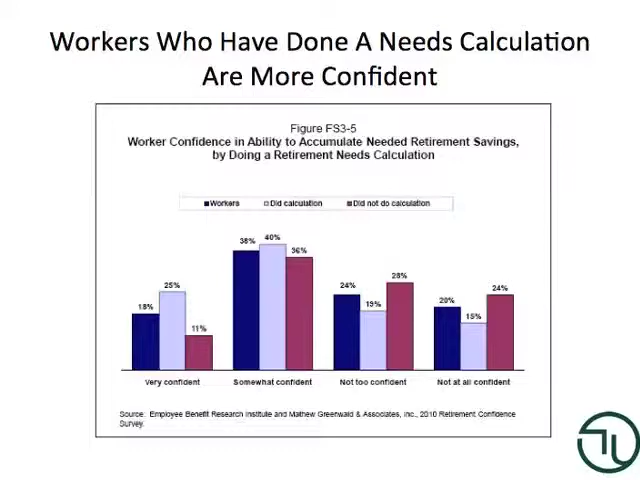 Workers Who Have Done A Needs Calculation
Are More Confident
Figure FS3-5
Worker Confidence in Ability to Accumulate Needed Retirement Savings,
by Doing a Retirement Needs Calculation
Workers Did calculation Did not do calculation
18% 25% 11% 38% 40% 36% 24% 19% 28% 20% 15% 24%
Very confident Somewhat confident Not too confident Not at all confident
Source: Employee Benefit Research Institute and Mathew Greenwald & Associates, Inc., 2010 Retirement Confidence
Survey.